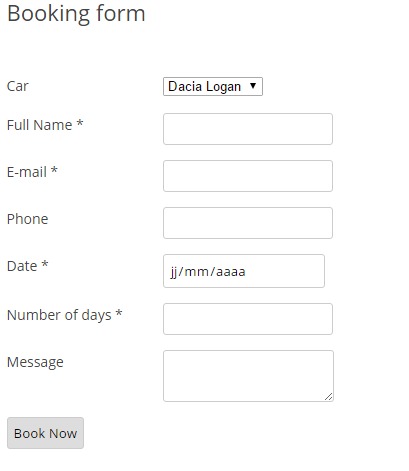 Booking form
Car Dacia Logan
Full Name *
E-mail *
Phone
Date * jj/mm/aaaa
Number of days *
Message
Book Now